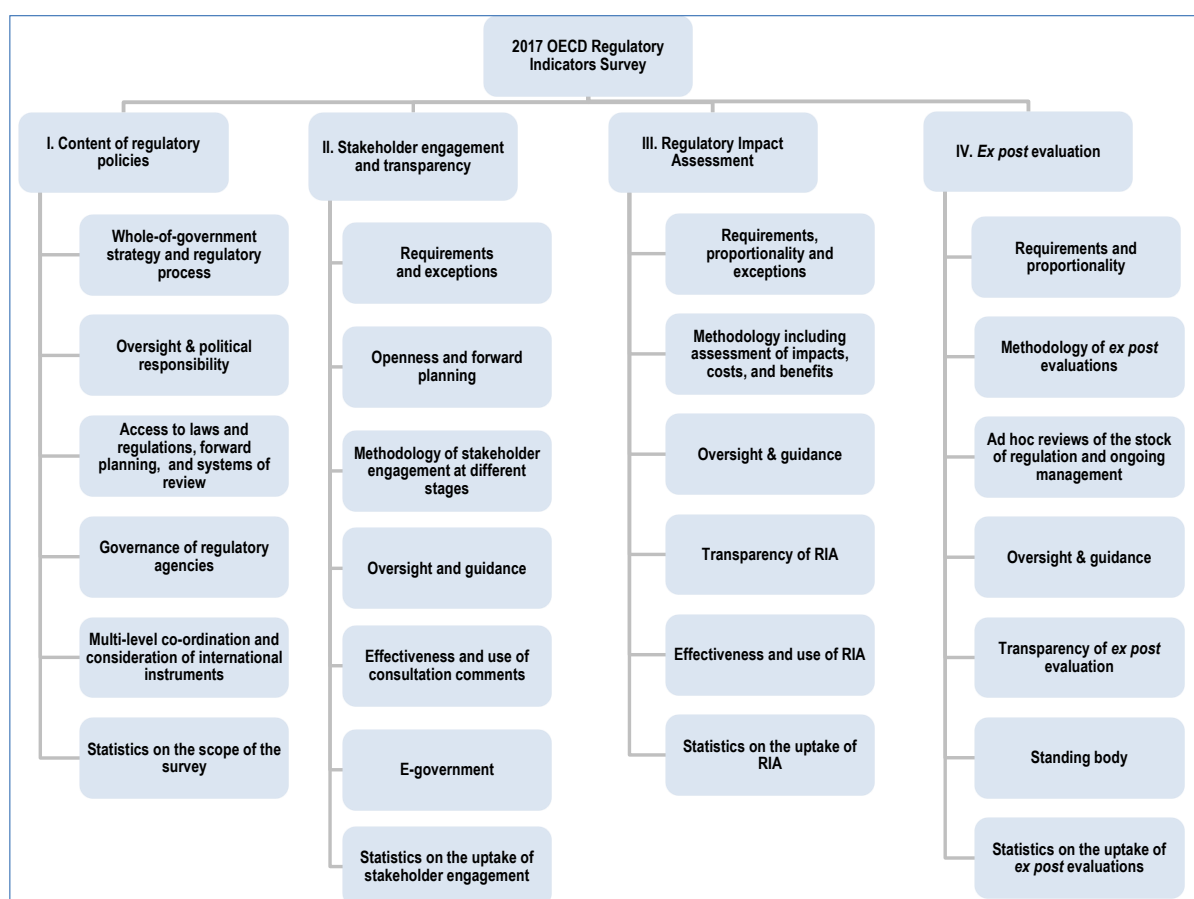 2017 OECD Regulatory
Indicators Survey
I. Content of regulatory
policies
Whole-of-government
strategy and regulatory
process
Oversight & political
responsibility
Access to laws and
regulations, forward
planning, and systems of
review
Governance of regulatory
agencies
Multi-level co-ordination and
consideration of international
instruments
Statistics on the scope of the
survey
II. Stakeholder engagement
and transparency
Requirements
and exceptions
Openness and forward
planning
Methodology of stakeholder
engagement at different
stages
Oversight and guidance
Effectiveness and use of
consultation comments
E-government
Statistics on the uptake of
stakeholder engagement
III. Regulatory Impact
Assessment
Requirements,
proportionality and
exceptions
Methodology including
assessment of impacts,
costs, and benefits
Oversight & guidance
Transparency of RIA
Effectiveness and use of RIA
Statistics on the uptake of
RIA
IV. Ex post evaluation
Requirements and
proportionality
Methodology of ex post
evaluations
Ad hoc reviews of the stock
of regulation and ongoing
management
Oversight & guidance
Transparency of ex post
evaluation
Standing body
Statistics on the uptake of
ex post evaluations